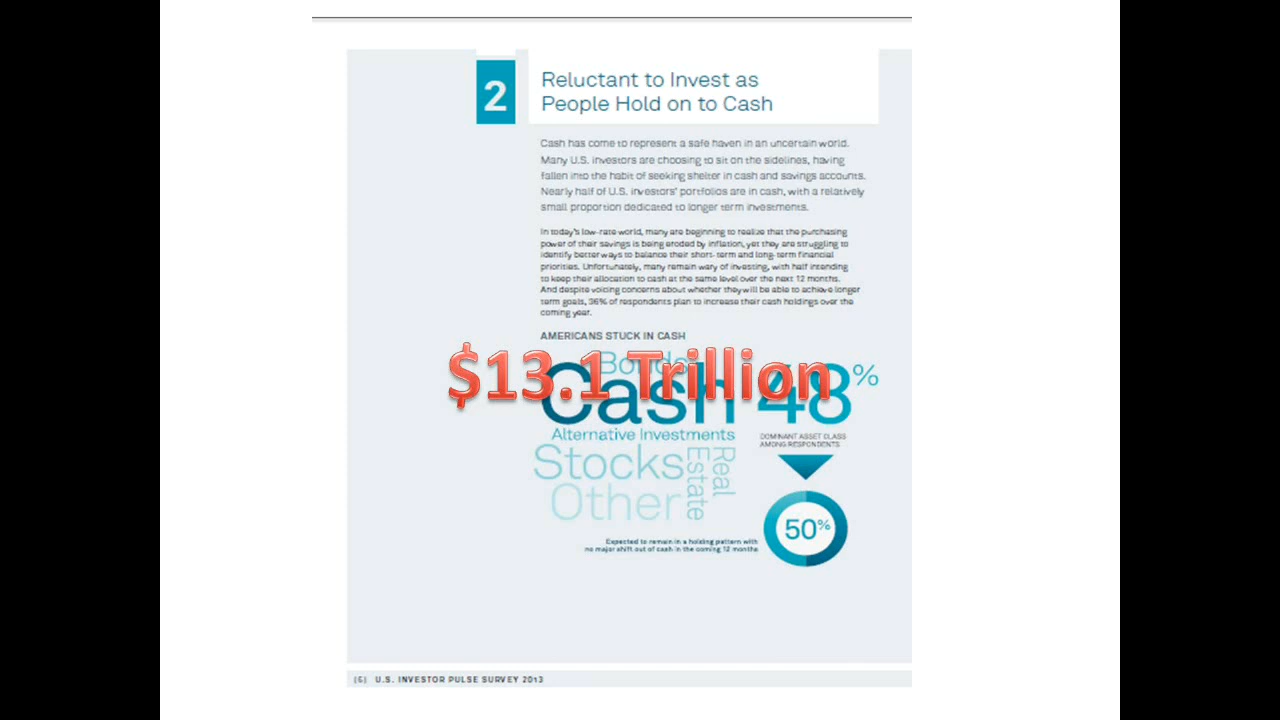 2
Reluctant to Invest as
People Hold on to Cash
Cash has come to represent a safe haven in an uncertain world.
Many U.S. investors are choosing to sit on the sidelines, having
fallen into the habit of seeking shelter in cash and savings accounts.
Nearly half of U.S. investors' portfolios are in cash, with a relatively
small proportion dedicated to longer term investments.
In today's low-rate world, many are beginning to realize that the purchasing
power of their savings is being eroded by inflation, yet they are struggling to
identify better ways to balance their short-term and long-term financial
priorities. Unfortunately, many remain wary of investing, with half intending
to keep their allocation to cash at the same level over the next 12 months.
And despite voicing concerns about whether they will be able to achieve longer
term goals, 36% of respondents plan to increase their cash holdings over the
coming year.
AMERICANS STUCK IN CASH
$13.1 Trillion
Bonds
Cash 48%
Alternative Investments
DOMINANT ASSET CLASS
AMONG RESPONDENTS
Stocks
Real
Estate
Other
50%
Expected to remain in a holding pattern with
no major shift out of cash in the coming 12 months
(6) U.S. INVESTOR PULSE SURVEY 2013